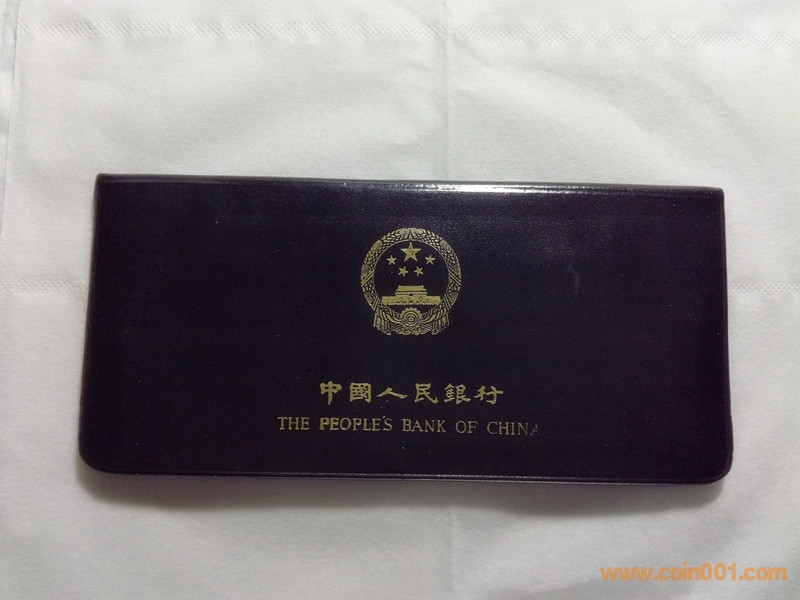 中國人民銀行
THE PEOPLE'S BANK OF CHINA
www.coin001.com